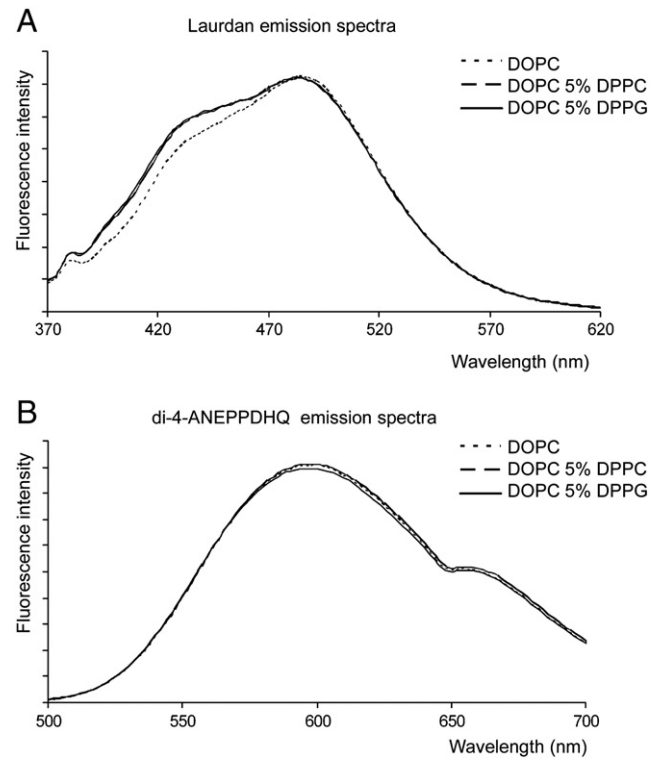 A
Laurdan emission spectra
DOPC
DOPC 5% DPPC
DOPC 5% DPPG
Fluorescence intensity
370 420 470 520 570 620
Wavelength (nm)
B
di-4-ANEPPDHQ emission spectra
DOPC
DOPC 5% DPPC
DOPC 5% DPPG
Fluorescence intensity
500 550 600 650 700
Wavelength (nm)